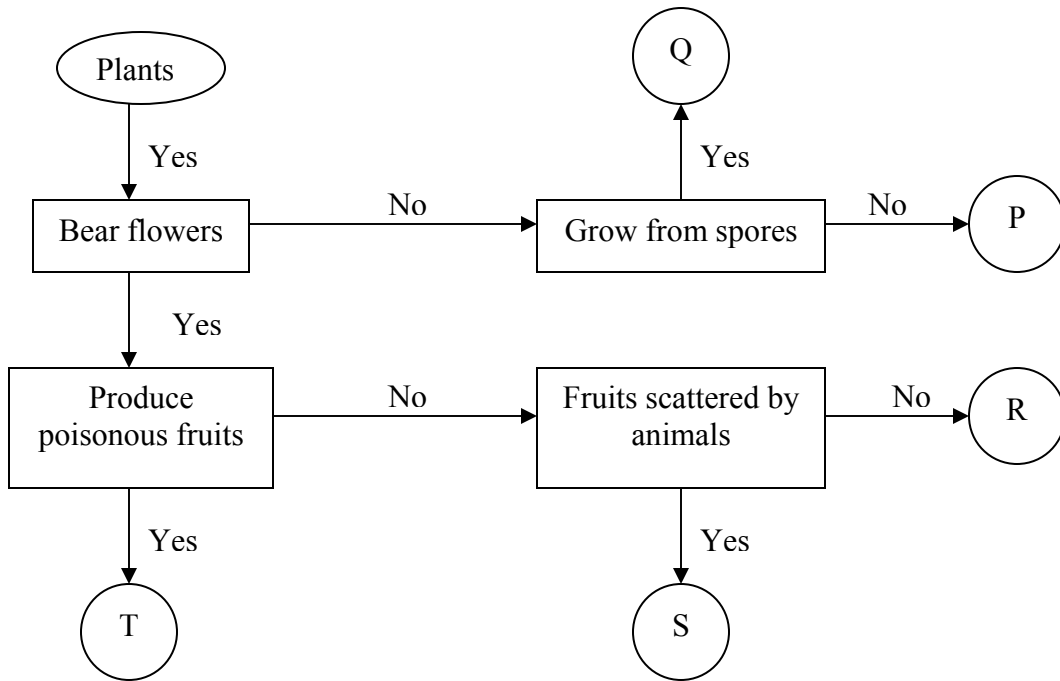 Plants
Q
Yes
Yes
Bear flowers
No
Grow from spores
No
P
Yes
Produce
poisonous fruits
No
Fruits scattered by
animals
No
R
Yes
Yes
T
S